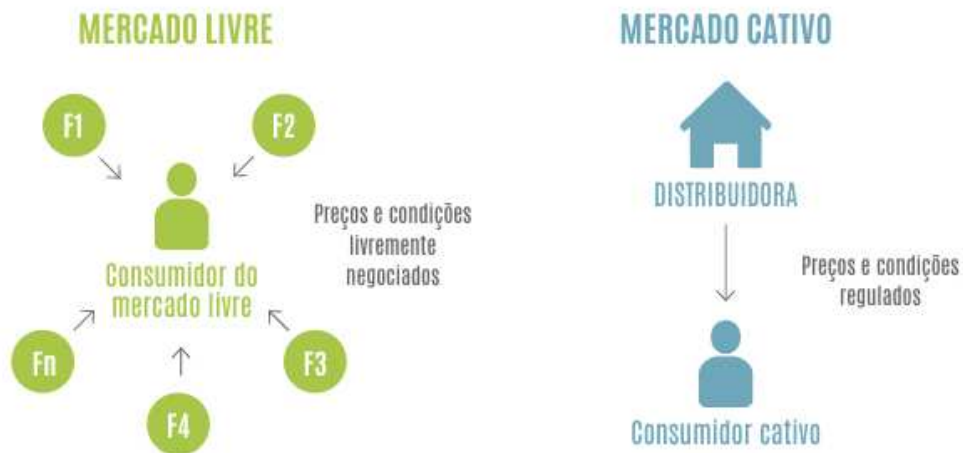 MERCADO LIVRE
F1
F2
Consumidor do
mercado livre
Preços e condições
livremente
negociados
Fn
F3
F4
MERCADO CATIVO
DISTRIBUIDORA
Preços e condições
regulados
Consumidor cativo